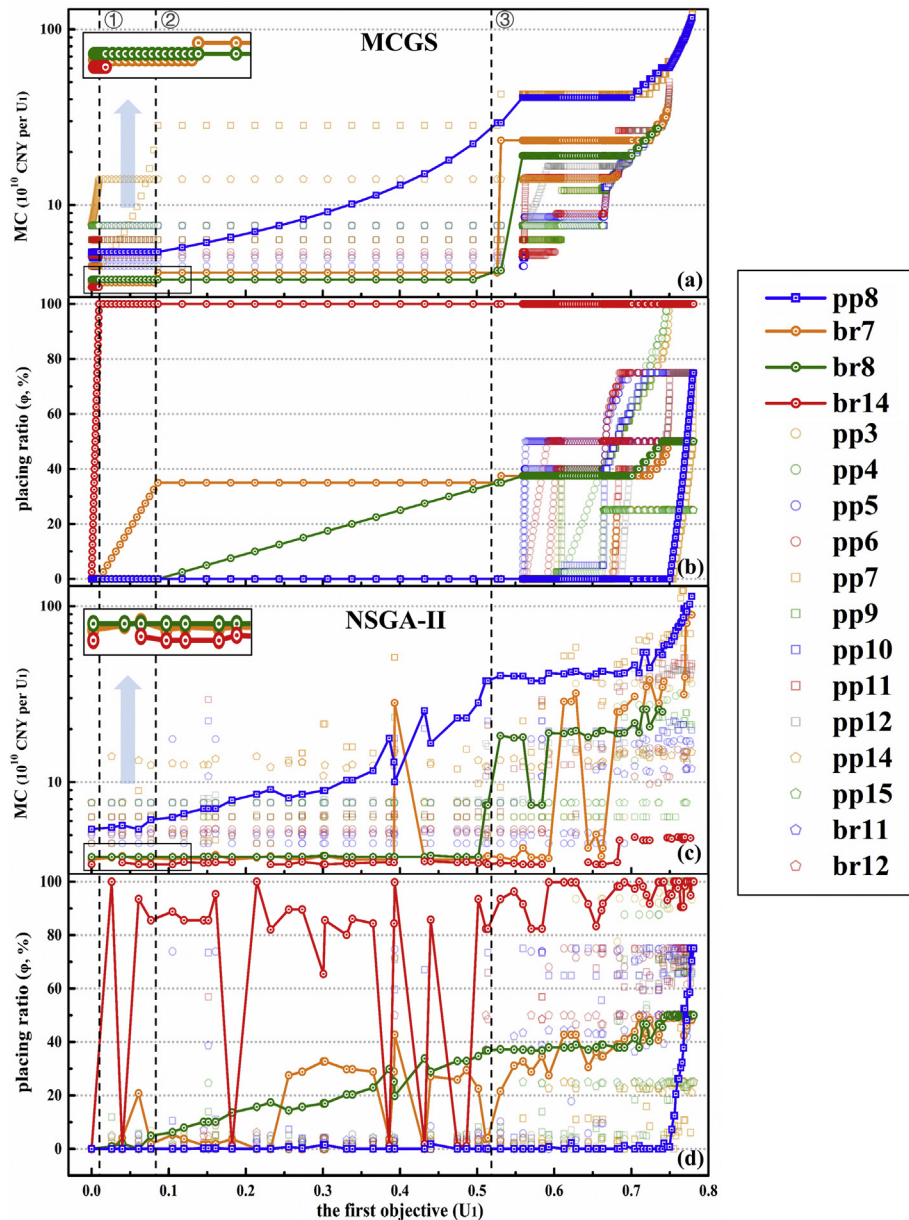 ① ② ③
MCGS
MC (10¹⁰ CNY per U₁)
100
10
(a)
placing ratio (φ, %)
100
80
60
40
20
0
(b)
NSGA-II
MC (10¹⁰ CNY per U₁)
100
10
(c)
placing ratio (φ, %)
100
80
60
40
20
0
(d)
0.0 0.1 0.2 0.3 0.4 0.5 0.6 0.7 0.8
the first objective (U₁)
pp8
br7
br8
br14
pp3
pp4
pp5
pp6
pp7
pp9
pp10
pp11
pp12
pp14
pp15
br11
br12